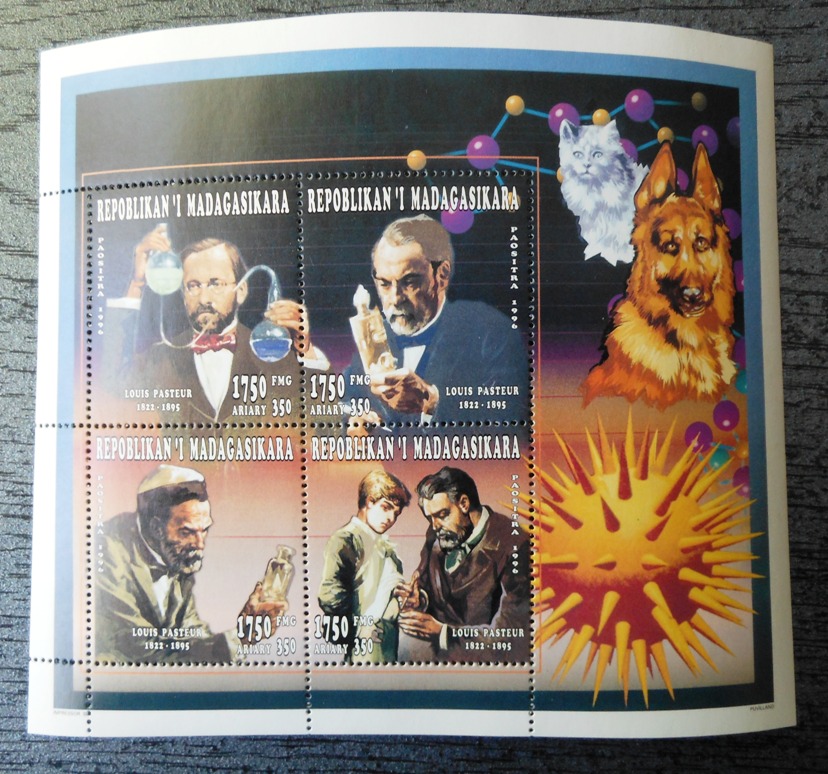 REPOBLIKAN 'I MADAGASIKARA
PAOSITRA 1996
LOUIS PASTEUR
1822 - 1895
1750 FMG
ARIARY 350
REPOBLIKAN 'I MADAGASIKARA
PAOSITRA 1996
1750 FMG
ARIARY 350
LOUIS PASTEUR
1822 - 1895
REPOBLIKAN 'I MADAGASIKARA
PAOSITRA 1996
LOUIS PASTEUR
1822 - 1895
1750 FMG
ARIARY 350
REPOBLIKAN 'I MADAGASIKARA
PAOSITRA 1996
1750 FMG
ARIARY 350
LOUIS PASTEUR
1822 - 1895